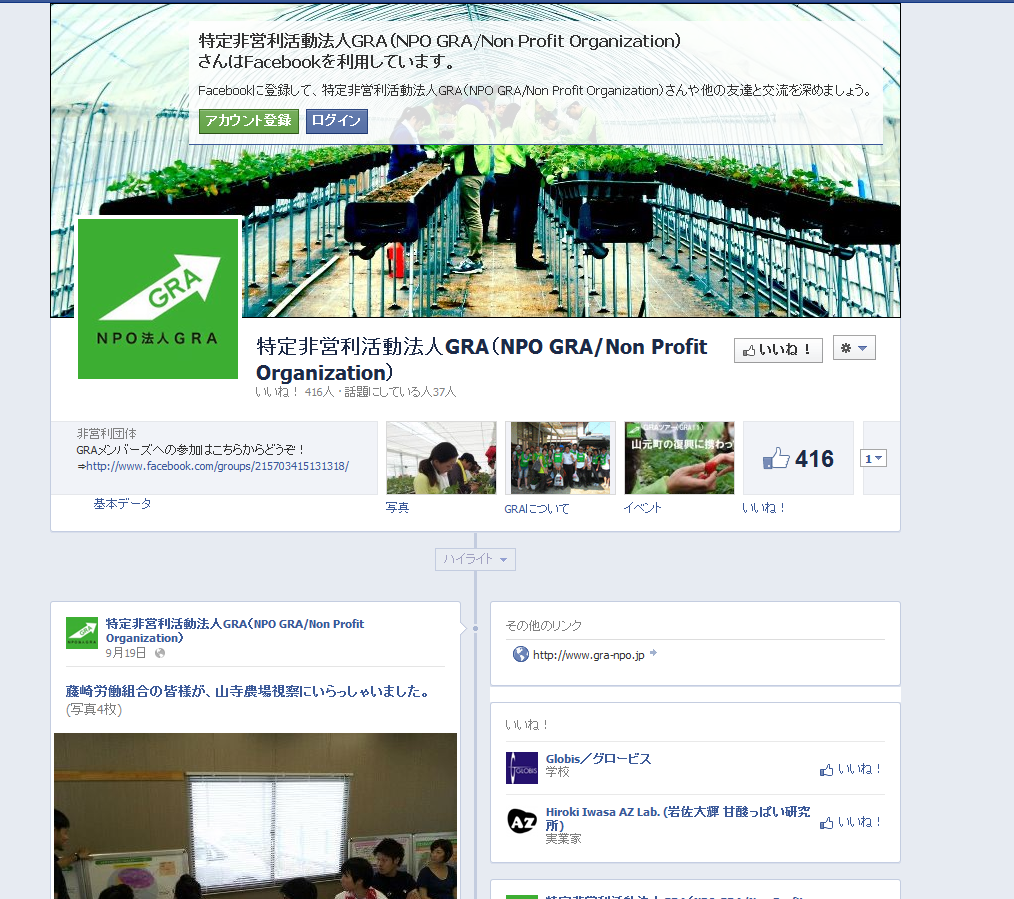 特定非営利活動法人GRA（NPO GRA/Non Profit Organization）
さんはFacebookを利用しています。
Facebookに登録して、特定非営利活動法人GRA（NPO GRA/Non Profit Organization）さんや他の友達と交流を深めましょう。
アカウント登録 ログイン
GRA
NPO法人GRA
特定非営利活動法人GRA（NPO GRA/Non Profit
Organization）
いいね！ 416人 · 話題にしている人37人
いいね！
非営利団体
GRAメンバーズへの参加はこちらからどうぞ！
⇒http://www.facebook.com/groups/215703415131318/
基本データ
写真
GRAについて
山元町の復興に携わっ
イベント
416
いいね！
1
ハイライト
特定非営利活動法人GRA（NPO GRA/Non Profit
Organization）
9月19日
藤崎労働組合の皆様が、山寺農場視察にいらっしゃいました。
(写真4枚)
その他のリンク
http://www.gra-npo.jp
いいね！
GLOBIS
Globis／グロービス
学校
いいね！
AZ
Hiroki Iwasa AZ Lab. (岩佐大輝 甘酸っぱい研究
所)
実業家
いいね！